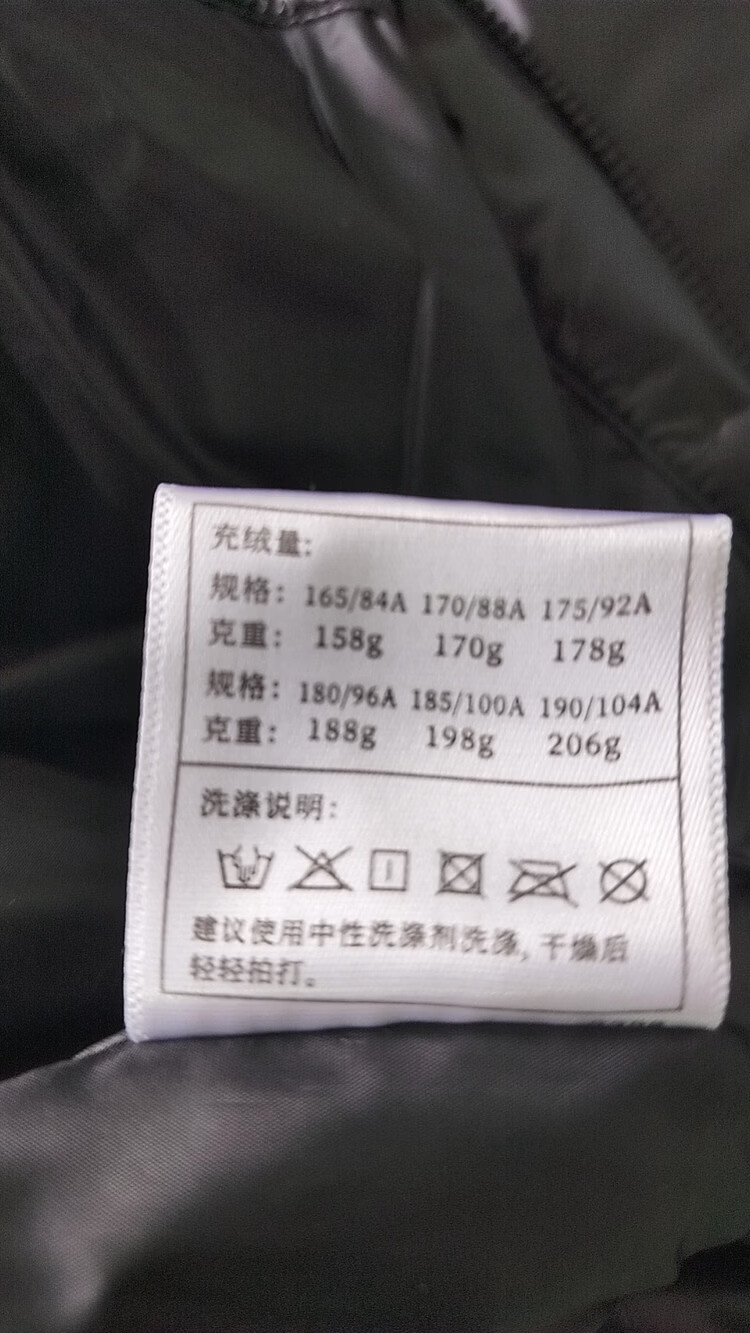 充绒量:
规格: 165/84A 170/88A 175/92A
克重: 158g 170g 178g
规格: 180/96A 185/100A 190/104A
克重: 188g 198g 206g
洗涤说明:
建议使用中性洗涤剂洗涤, 干燥后
轻轻拍打。